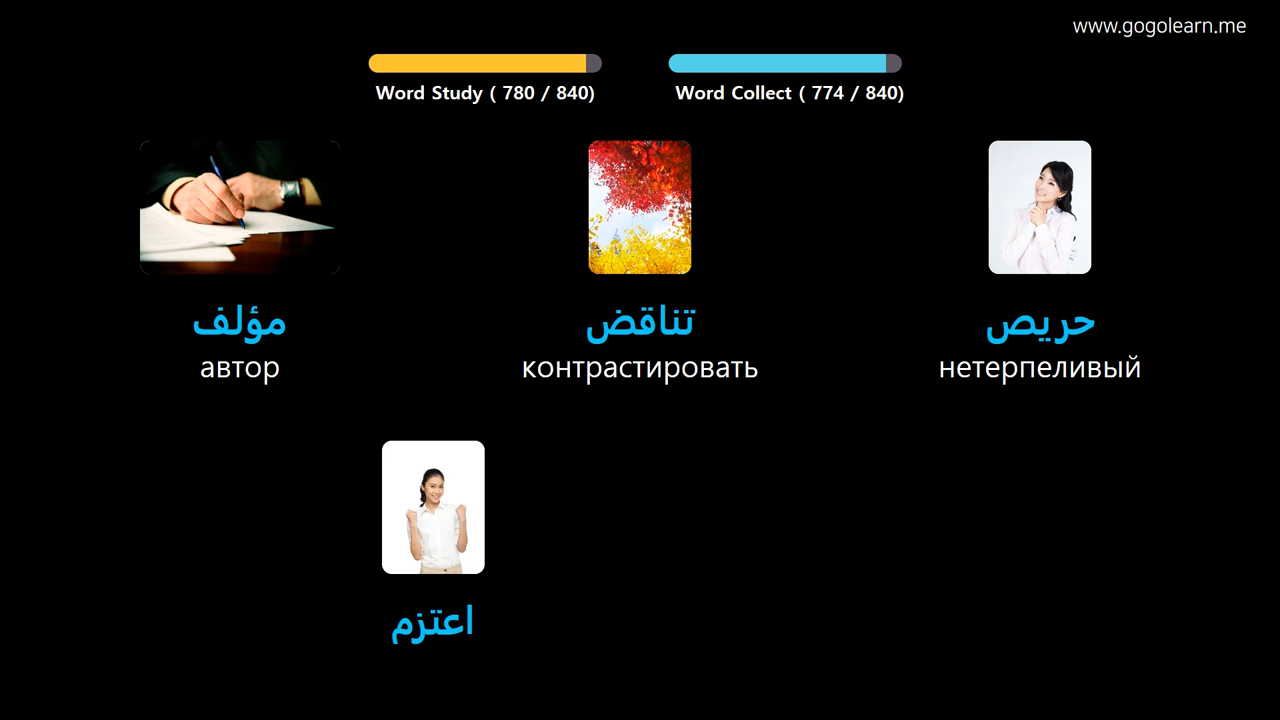 www.gogolearn.me
Word Study ( 780 / 840)
Word Collect ( 774 / 840)
مؤلف
автор
تناقض
контрастировать
حريص
нетерпеливый
اعتزم